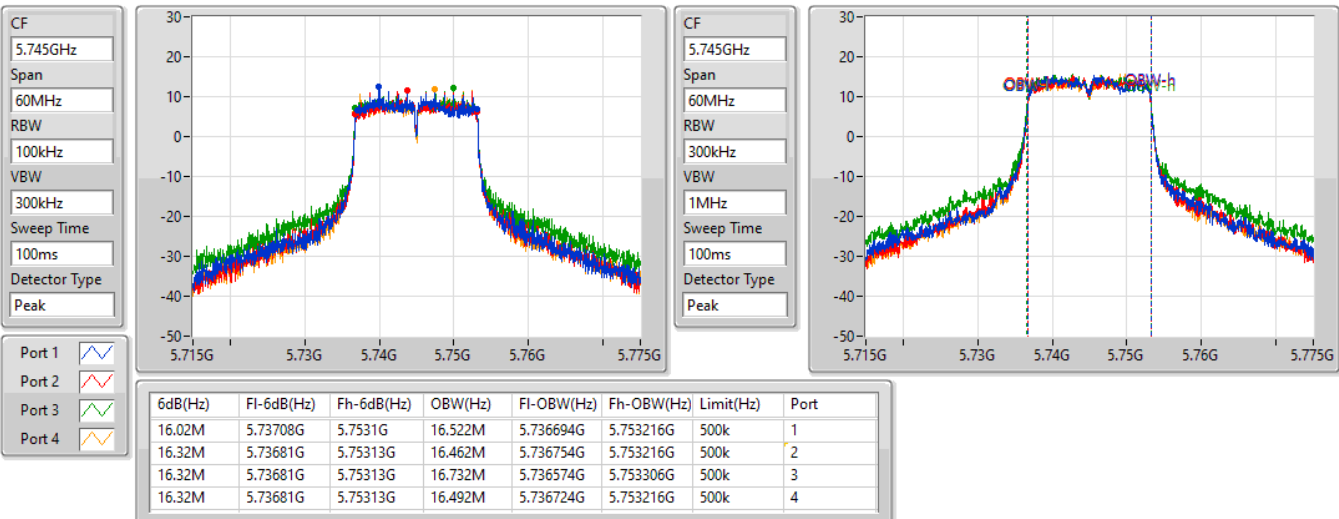 CF
5.745GHz
Span
60MHz
RBW
100kHz
VBW
300kHz
Sweep Time
100ms
Detector Type
Peak
30
20
10
0
-10
-20
-30
-40
-50
5.715G 5.73G 5.74G 5.75G 5.76G 5.775G
CF
5.745GHz
Span
60MHz
RBW
300kHz
VBW
1MHz
Sweep Time
100ms
Detector Type
Peak
30
20
10
0
-10
-20
-30
-40
-50
OBW-h
5.715G 5.73G 5.74G 5.75G 5.76G 5.775G
Port 1
Port 2
Port 3
Port 4
6dB(Hz) Fl-6dB(Hz) Fh-6dB(Hz) OBW(Hz) Fl-OBW(Hz) Fh-OBW(Hz) Limit(Hz) Port
16.02M 5.73708G 5.7531G 16.522M 5.736694G 5.753216G 500k 1
16.32M 5.73681G 5.75313G 16.462M 5.736754G 5.753216G 500k 2
16.32M 5.73681G 5.75313G 16.732M 5.736574G 5.753306G 500k 3
16.32M 5.73681G 5.75313G 16.492M 5.736724G 5.753216G 500k 4